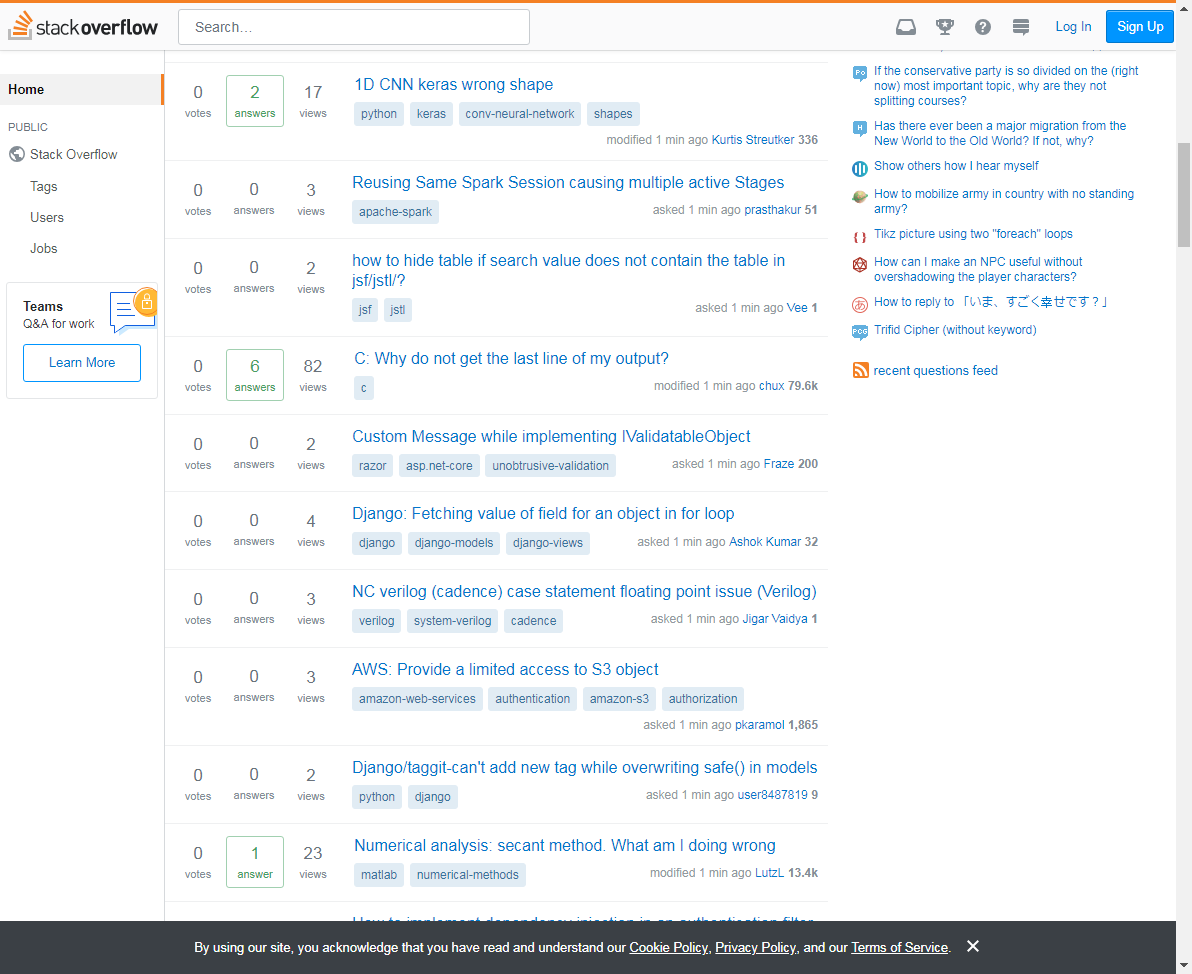 stackoverflow
Search…
Log In
Sign Up
Home
PUBLIC
Stack Overflow
Tags
Users
Jobs
Teams
Q&A for work
Learn More
0 votes
2 answers
17 views
1D CNN keras wrong shape
python keras conv-neural-network shapes
modified 1 min ago Kurtis Streutker 336
0 votes
0 answers
3 views
Reusing Same Spark Session causing multiple active Stages
apache-spark
asked 1 min ago prasthakur 51
0 votes
0 answers
2 views
how to hide table if search value does not contain the table in
jsf/jstl/?
jsf jstl
asked 1 min ago Vee 1
0 votes
6 answers
82 views
C: Why do not get the last line of my output?
c
modified 1 min ago chux 79.6k
0 votes
0 answers
2 views
Custom Message while implementing IValidatableObject
razor asp.net-core unobtrusive-validation
asked 1 min ago Fraze 200
0 votes
0 answers
4 views
Django: Fetching value of field for an object in for loop
django django-models django-views
asked 1 min ago Ashok Kumar 32
0 votes
0 answers
3 views
NC verilog (cadence) case statement floating point issue (Verilog)
verilog system-verilog cadence
asked 1 min ago Jigar Vaidya 1
0 votes
0 answers
3 views
AWS: Provide a limited access to S3 object
amazon-web-services authentication amazon-s3 authorization
asked 1 min ago pkaramol 1,865
0 votes
0 answers
2 views
Django/taggit-can't add new tag while overwriting safe() in models
python django
asked 1 min ago user8487819 9
0 votes
1 answer
23 views
Numerical analysis: secant method. What am I doing wrong
matlab numerical-methods
modified 1 min ago LutzL 13.4k
How to implement dependency injection in an authentication filter
If the conservative party is so divided on the (right
now) most important topic, why are they not
splitting courses?
Has there ever been a major migration from the
New World to the Old World? If not, why?
Show others how I hear myself
How to mobilize army in country with no standing
army?
Tikz picture using two "foreach" loops
How can I make an NPC useful without
overshadowing the player characters?
How to reply to 「いま、すごく幸せです？」
Trifid Cipher (without keyword)
recent questions feed
By using our site, you acknowledge that you have read and understand our Cookie Policy, Privacy Policy, and our Terms of Service.